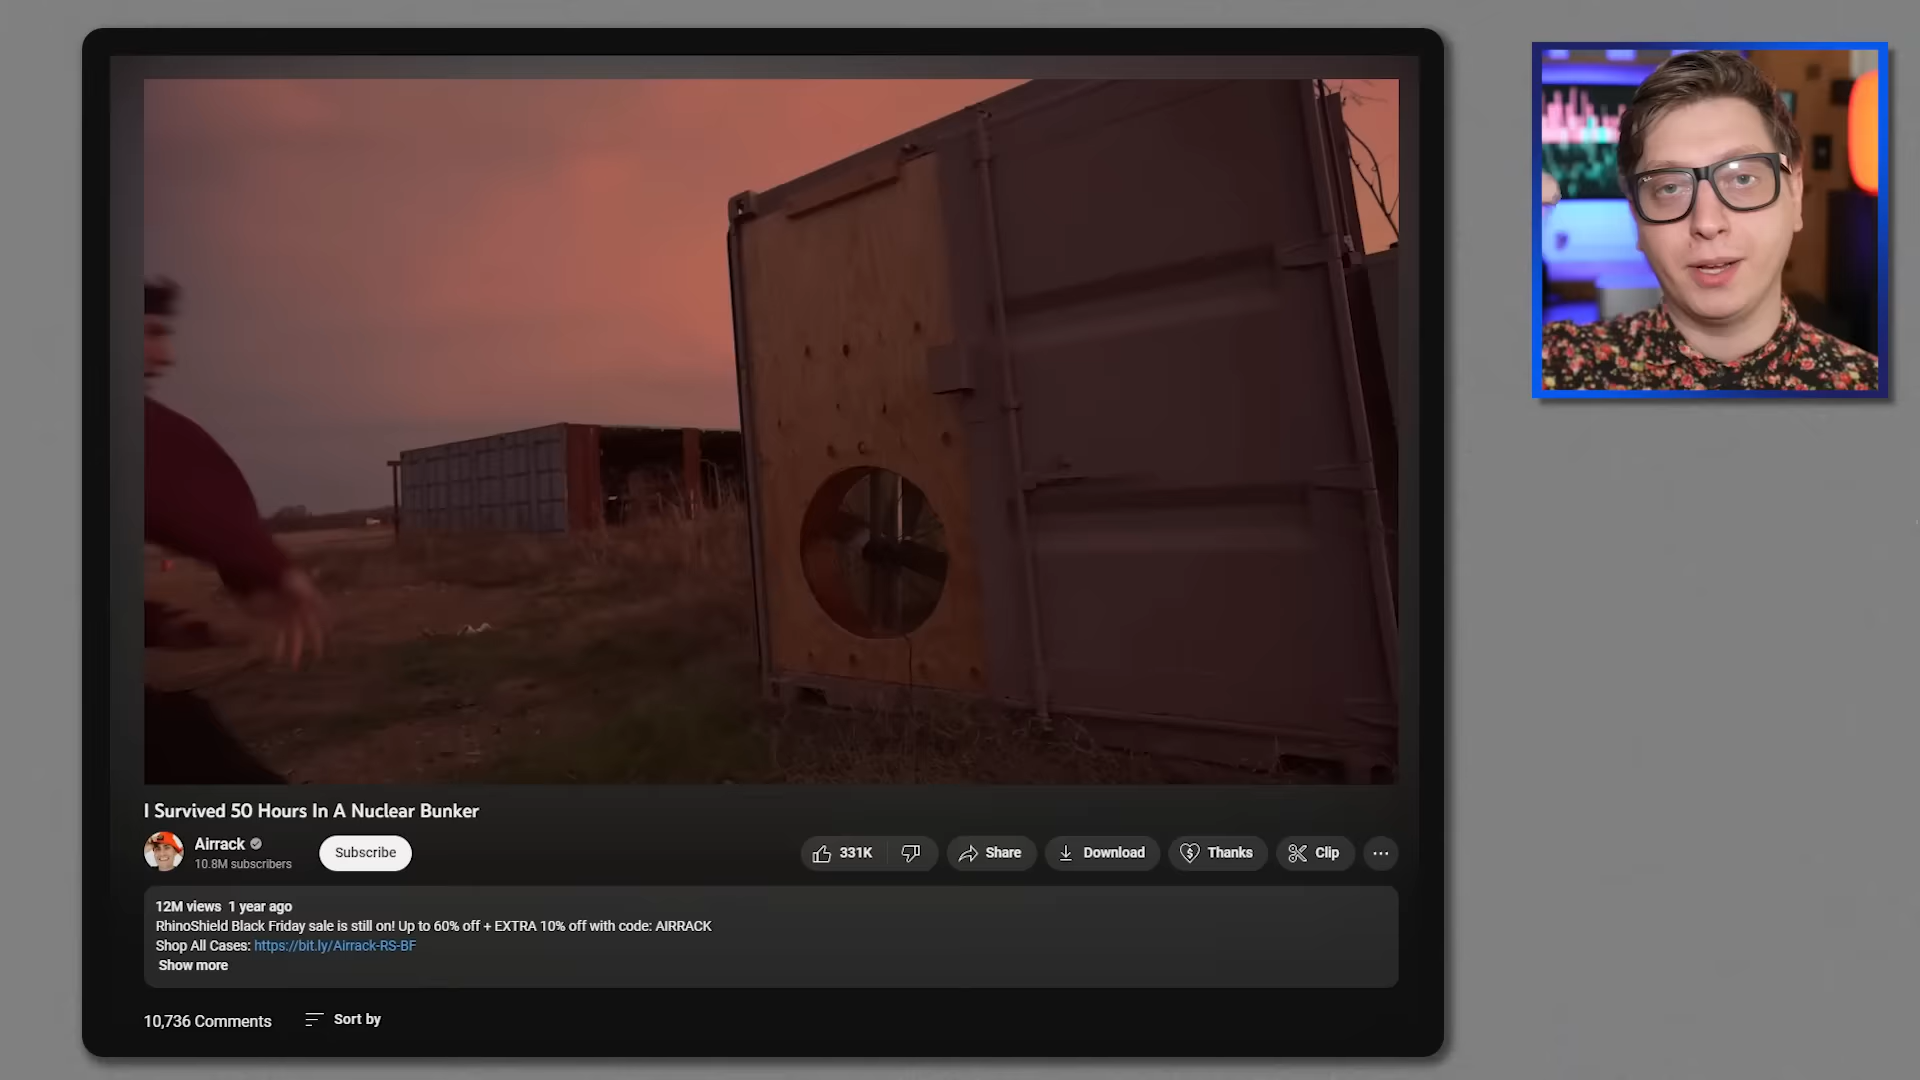 I Survived 50 Hours In A Nuclear Bunker
Airrack
10.8M subscribers
Subscribe
331K
Share
Download
Thanks
Clip
12M views 1 year ago
RhinoShield Black Friday sale is still on! Up to 60% off + EXTRA 10% off with code: AIRRACK
Shop All Cases: https://bit.ly/Airrack-RS-BF
Show more
10,736 Comments
Sort by